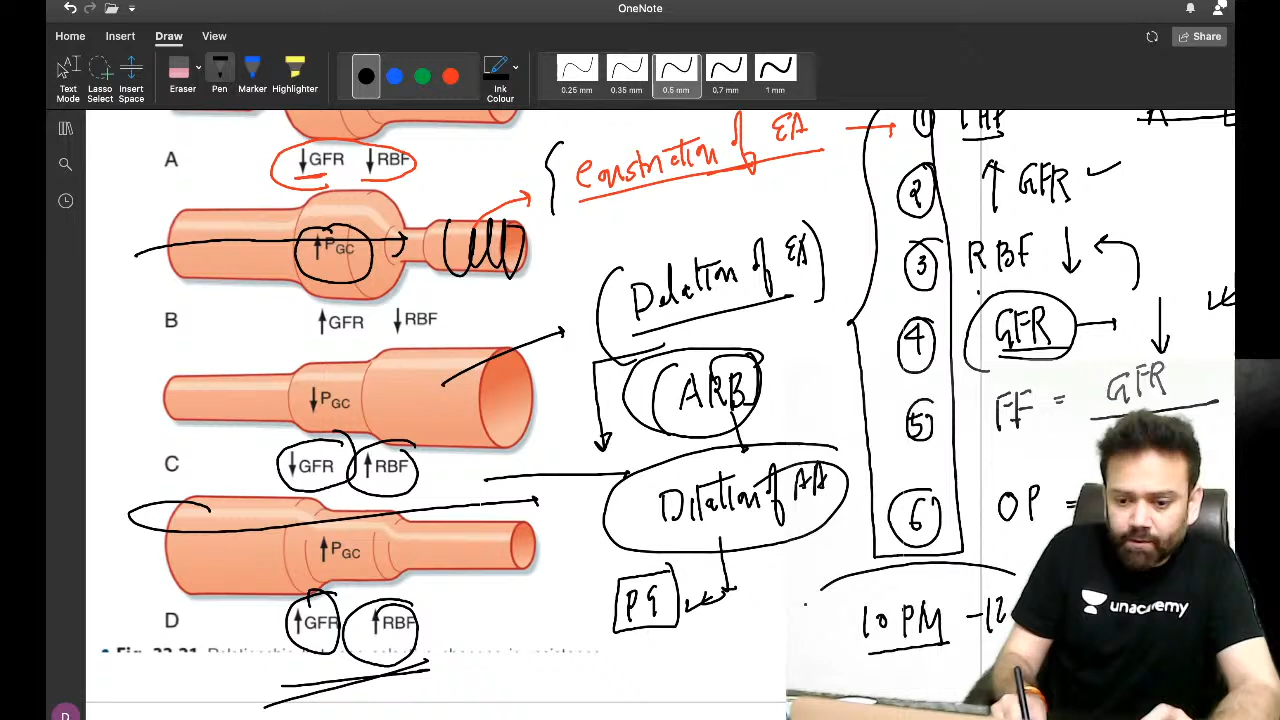 OneNote
Home Insert Draw View
Share
Text Mode
Lasso Select
Insert Space
Eraser
Pen
Marker
Highlighter
Ink Colour
0.25 mm
0.35 mm
0.5 mm
0.7 mm
1 mm
A
↓GFR ↓RBF
Constriction of EA
↑PGC
B
↑GFR ↓RBF
Dilation of EA
ARB
↓PGC
C
↓GFR ↑RBF
Dilation of AA
↑PGC
D
↑GFR ↑RBF
PG
①
② ↑ GFR ✓
③ RBF ↓
④ GFR
⑤ FF = GFR
⑥ OP =
10 PM -12
unacademy
D